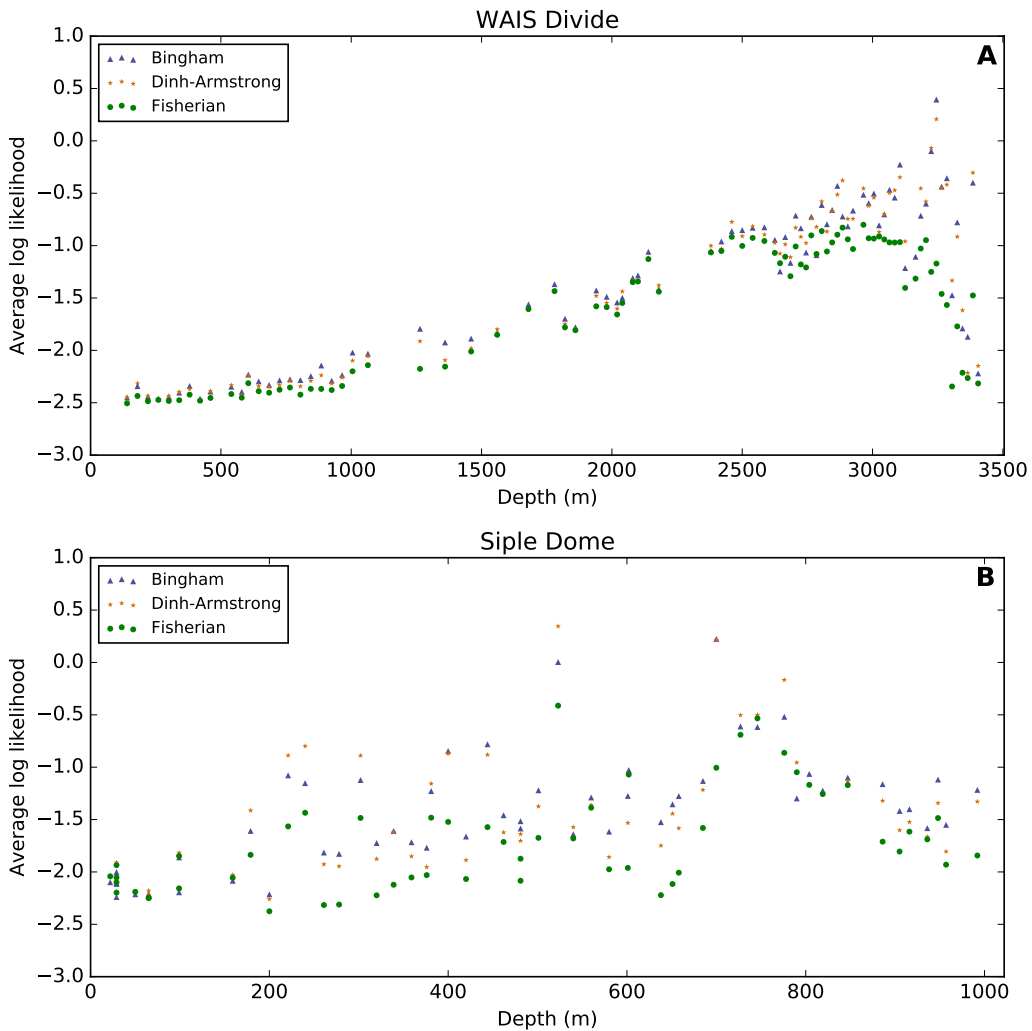 WAIS Divide
A
Bingham
Dinh-Armstrong
Fisherian
Average log likelihood
1.0
0.5
0.0
−0.5
−1.0
−1.5
−2.0
−2.5
−3.0
0 500 1000 1500 2000 2500 3000 3500
Depth (m)
Siple Dome
B
Bingham
Dinh-Armstrong
Fisherian
Average log likelihood
1.0
0.5
0.0
−0.5
−1.0
−1.5
−2.0
−2.5
−3.0
0 200 400 600 800 1000
Depth (m)